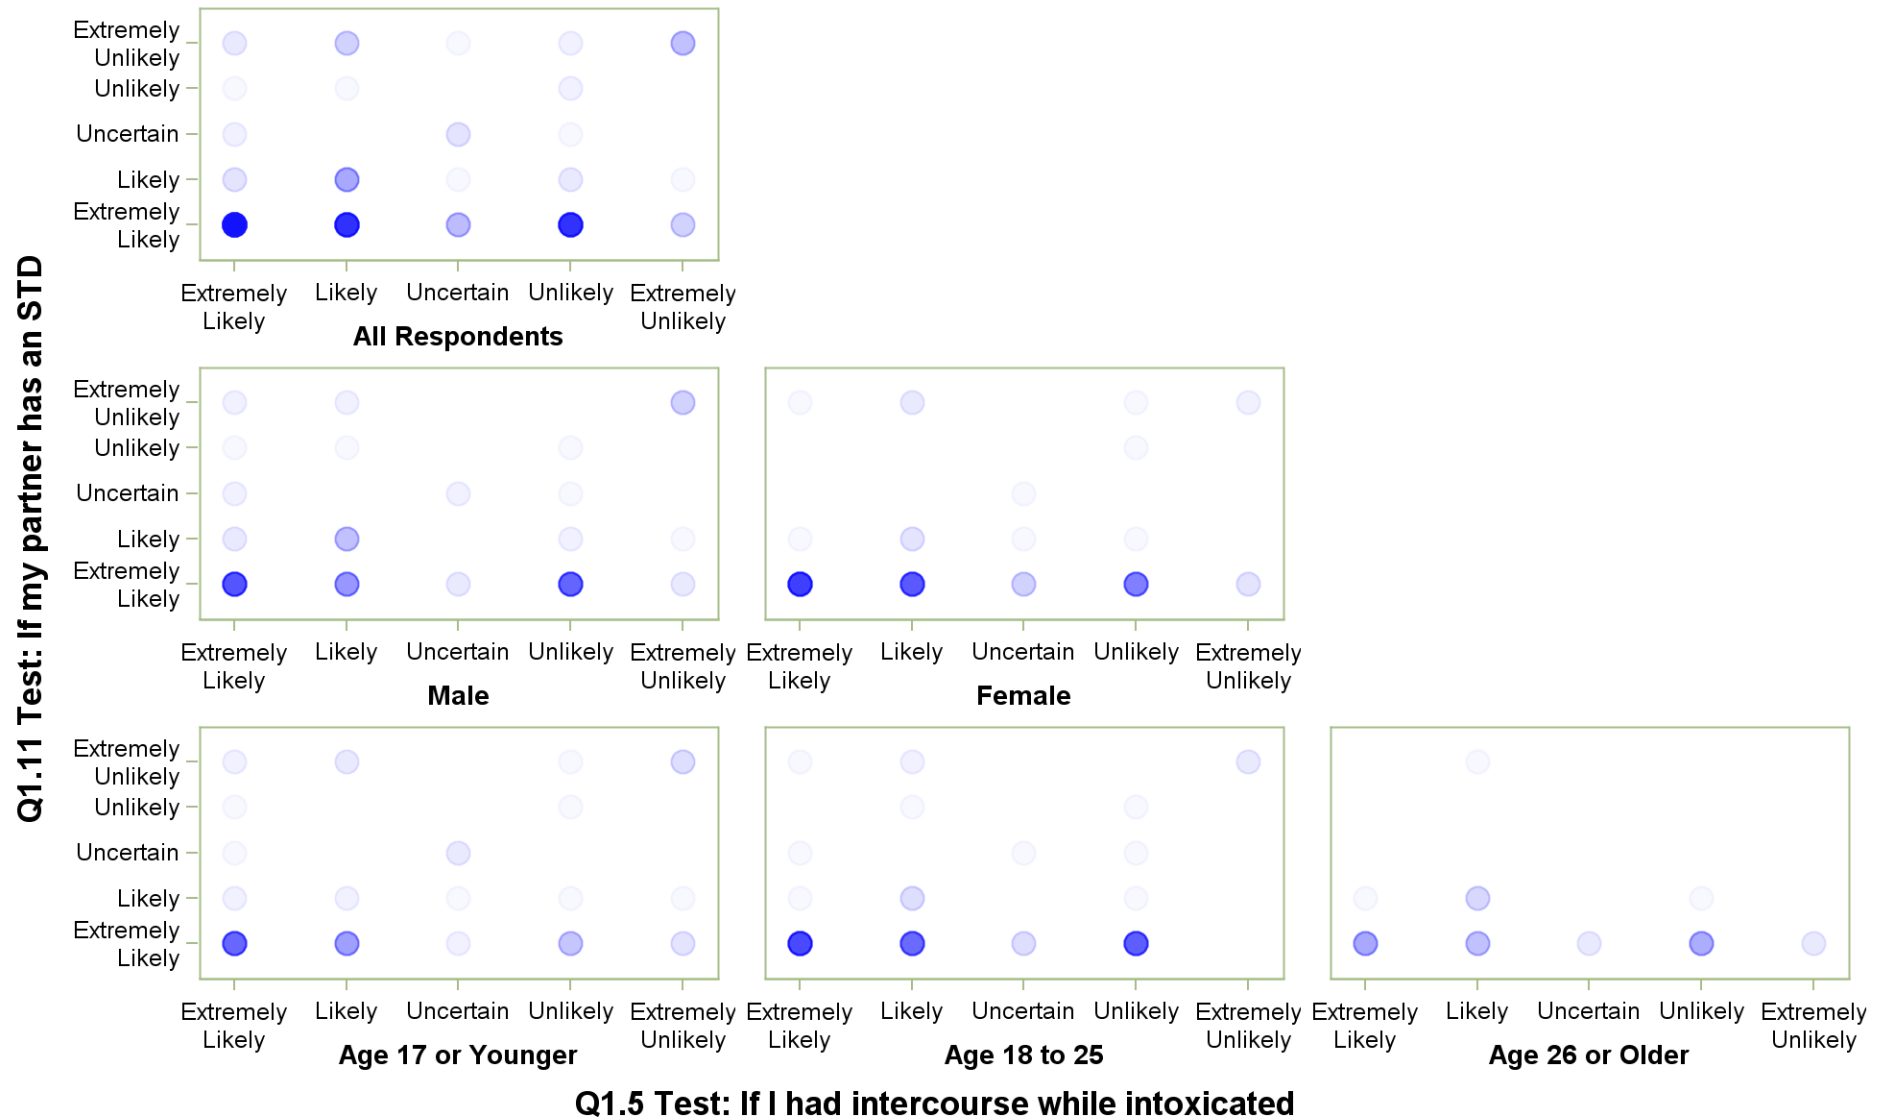 Q1.11 Test: If my partner has an STD
Extremely
Unlikely
Unlikely
Uncertain
Likely
Extremely
Likely
Extremely
Likely
Likely
Uncertain
Unlikely
Extremely
Unlikely
All Respondents
Extremely
Unlikely
Unlikely
Uncertain
Likely
Extremely
Likely
Extremely
Likely
Likely
Uncertain
Unlikely
Extremely
Unlikely
Male
Extremely
Likely
Likely
Uncertain
Unlikely
Extremely
Unlikely
Female
Extremely
Unlikely
Unlikely
Uncertain
Likely
Extremely
Likely
Extremely
Likely
Likely
Uncertain
Unlikely
Extremely
Unlikely
Age 17 or Younger
Extremely
Likely
Likely
Uncertain
Unlikely
Extremely
Unlikely
Age 18 to 25
Extremely
Likely
Likely
Uncertain
Unlikely
Extremely
Unlikely
Age 26 or Older
Q1.5 Test: If I had intercourse while intoxicated